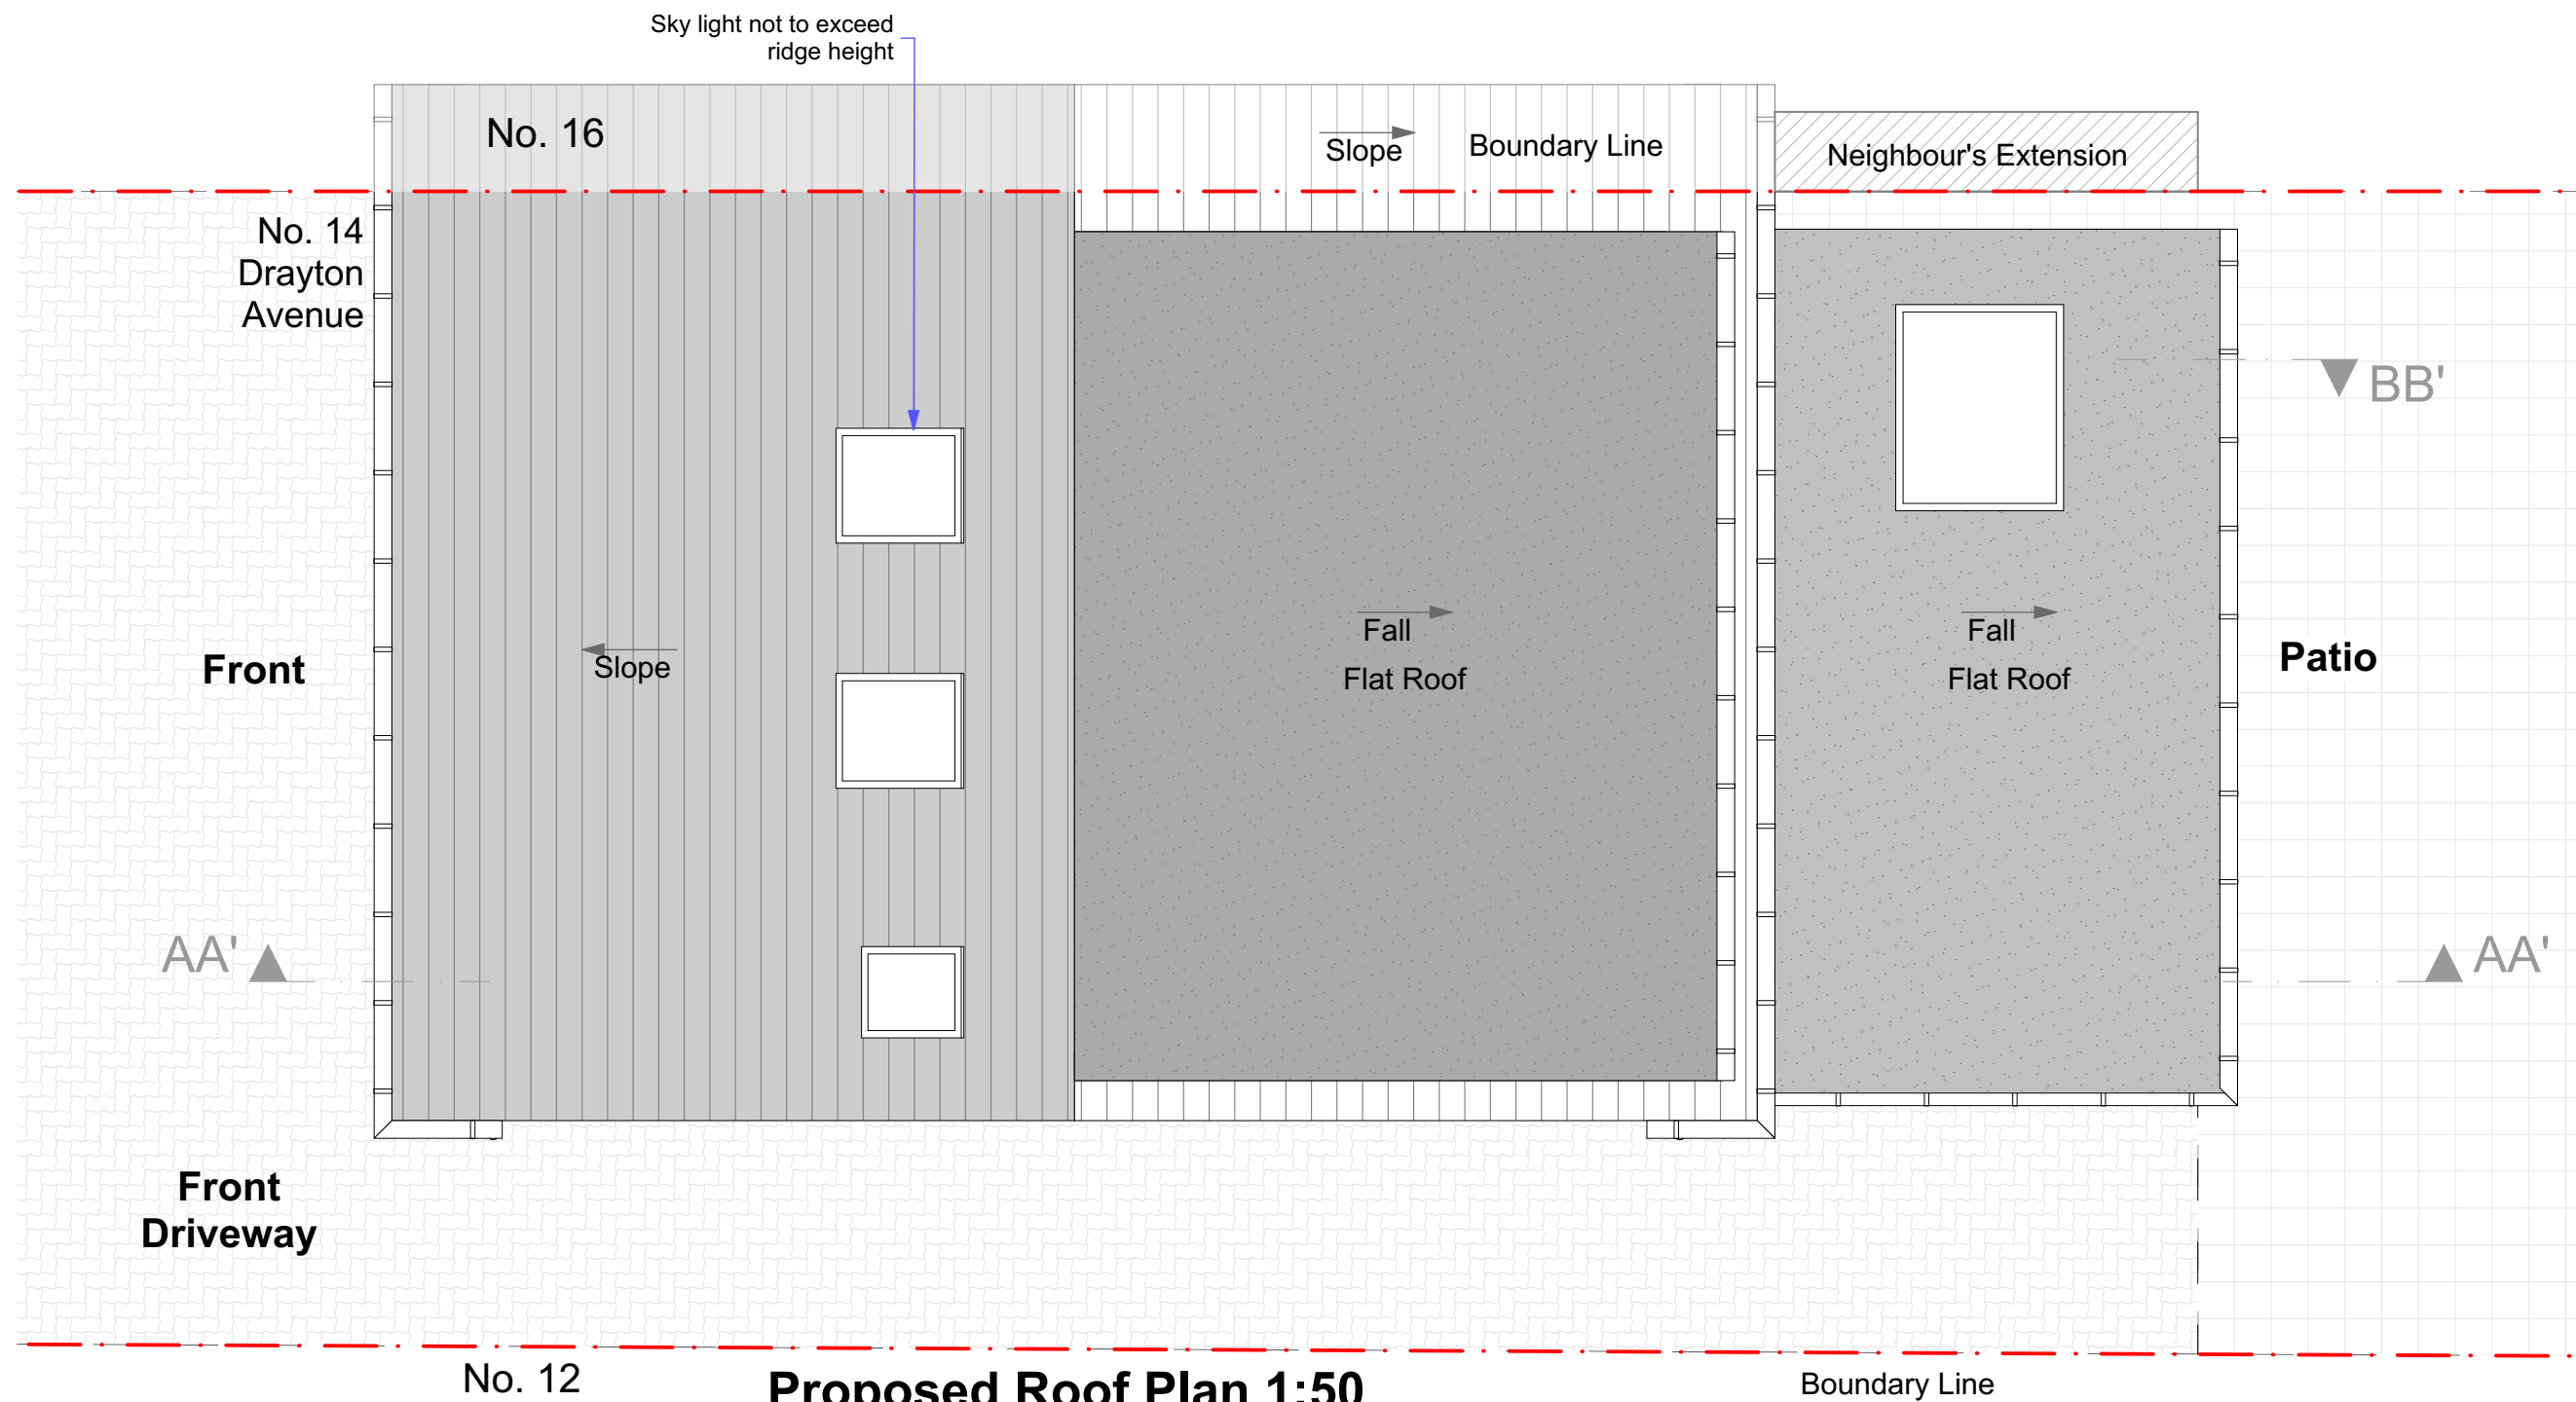 Sky light not to exceed
ridge height
No. 16
Slope
Boundary Line
Neighbour's Extension
No. 14
Drayton
Avenue
BB'
Front
Slope
Fall
Flat Roof
Fall
Flat Roof
Patio
AA'
AA'
Front
Driveway
No. 12
Proposed Roof Plan 1:50
Boundary Line